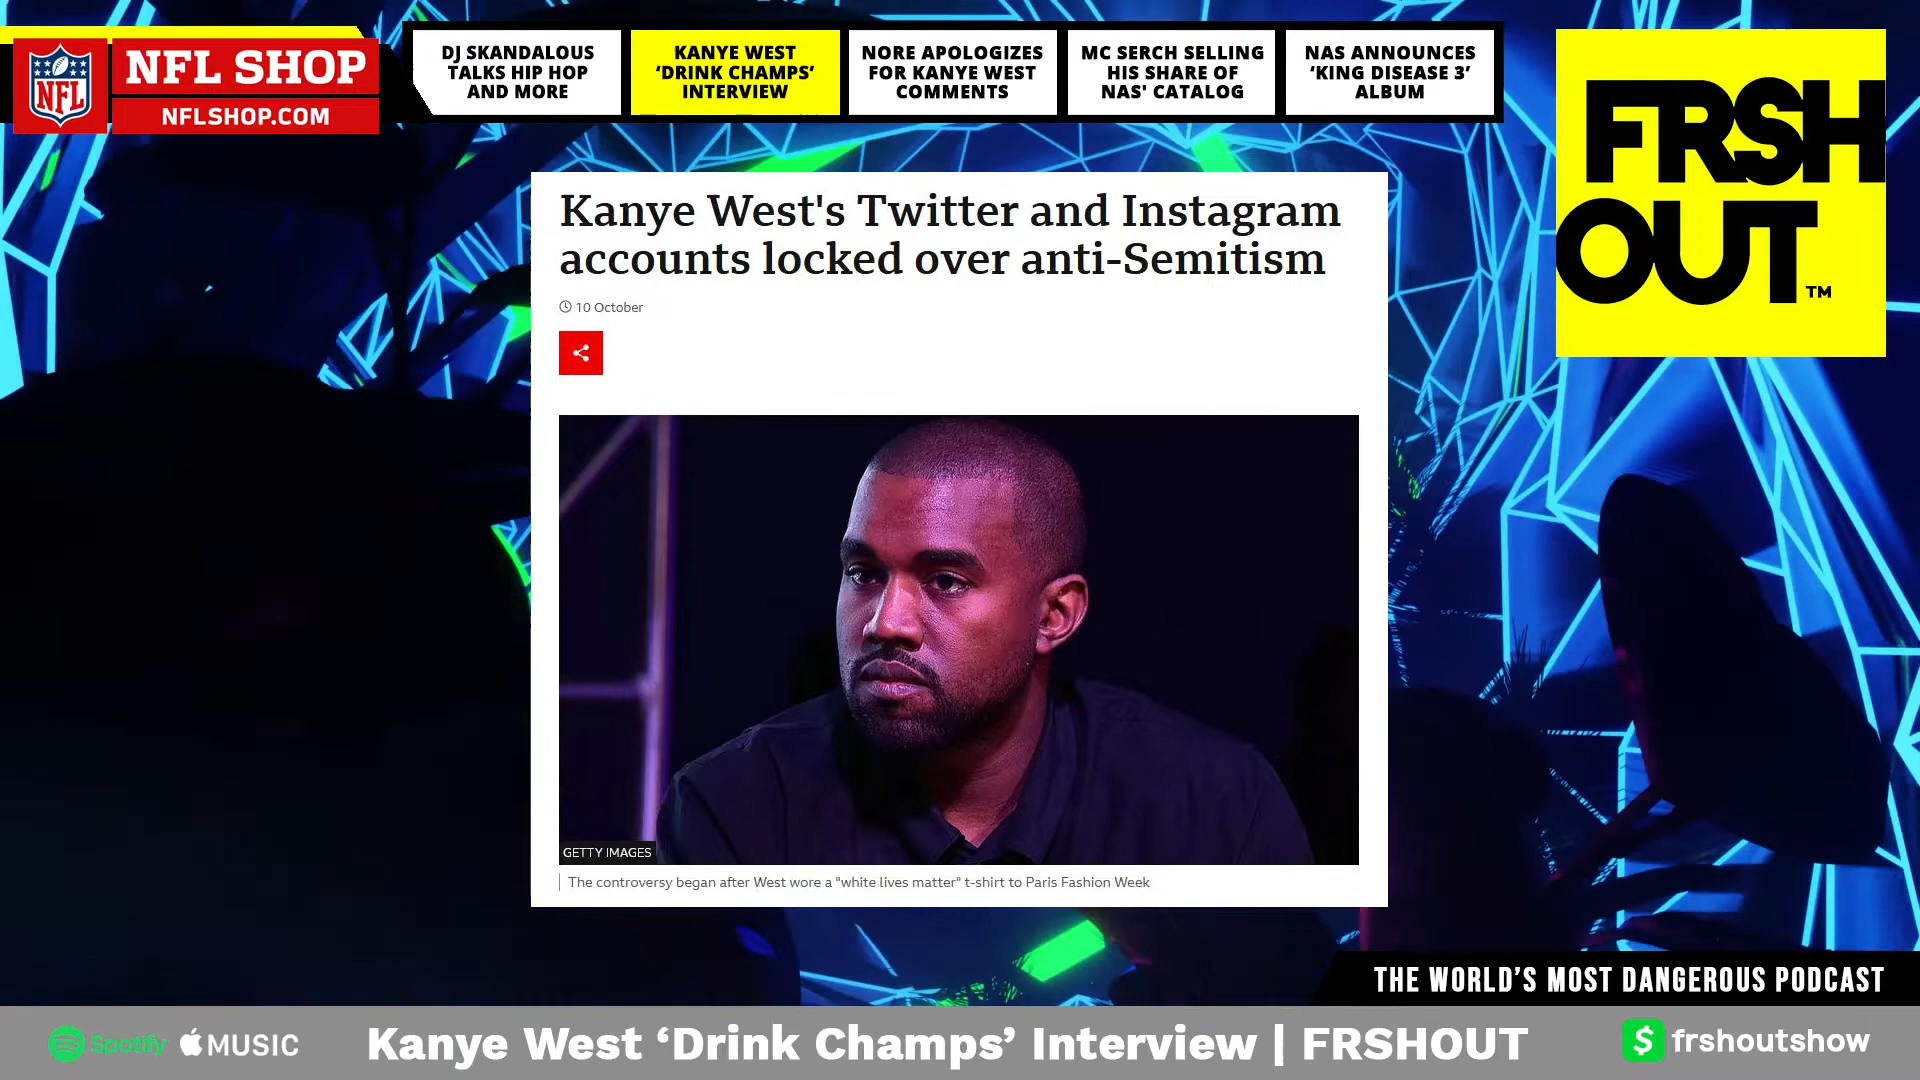 NFL
NFL SHOP
NFLSHOP.COM
DJ SKANDALOUS
TALKS HIP HOP
AND MORE
KANYE WEST
‘DRINK CHAMPS’
INTERVIEW
NORE APOLOGIZES
FOR KANYE WEST
COMMENTS
MC SERCH SELLING
HIS SHARE OF
NAS' CATALOG
NAS ANNOUNCES
‘KING DISEASE 3’
ALBUM
FRSH
OUT™
Kanye West's Twitter and Instagram
accounts locked over anti-Semitism
10 October
GETTY IMAGES
The controversy began after West wore a "white lives matter" t-shirt to Paris Fashion Week
THE WORLD’S MOST DANGEROUS PODCAST
Spotify
MUSIC
Kanye West ‘Drink Champs’ Interview | FRSHOUT
$ frshoutshow